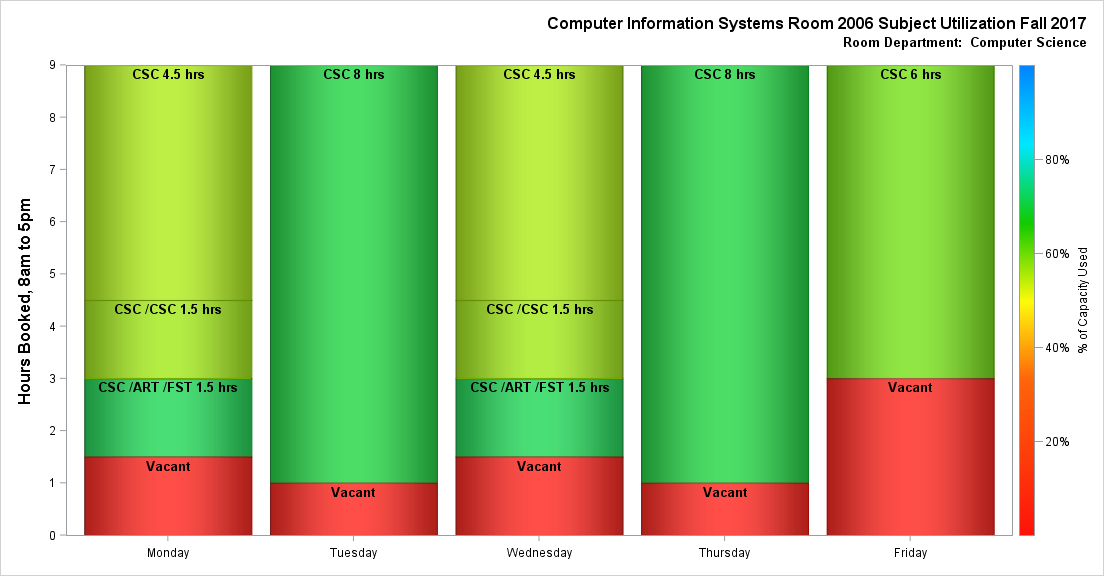 Computer Information Systems Room 2006 Subject Utilization Fall 2017
Room Department:  Computer Science
Hours Booked, 8am to 5pm
9
8
7
6
5
4
3
2
1
0
CSC 4.5 hrs
CSC /CSC 1.5 hrs
CSC /ART /FST 1.5 hrs
Vacant
CSC 8 hrs
Vacant
CSC 4.5 hrs
CSC /CSC 1.5 hrs
CSC /ART /FST 1.5 hrs
Vacant
CSC 8 hrs
Vacant
CSC 6 hrs
Vacant
Monday
Tuesday
Wednesday
Thursday
Friday
80%
60%
40%
20%
% of Capacity Used